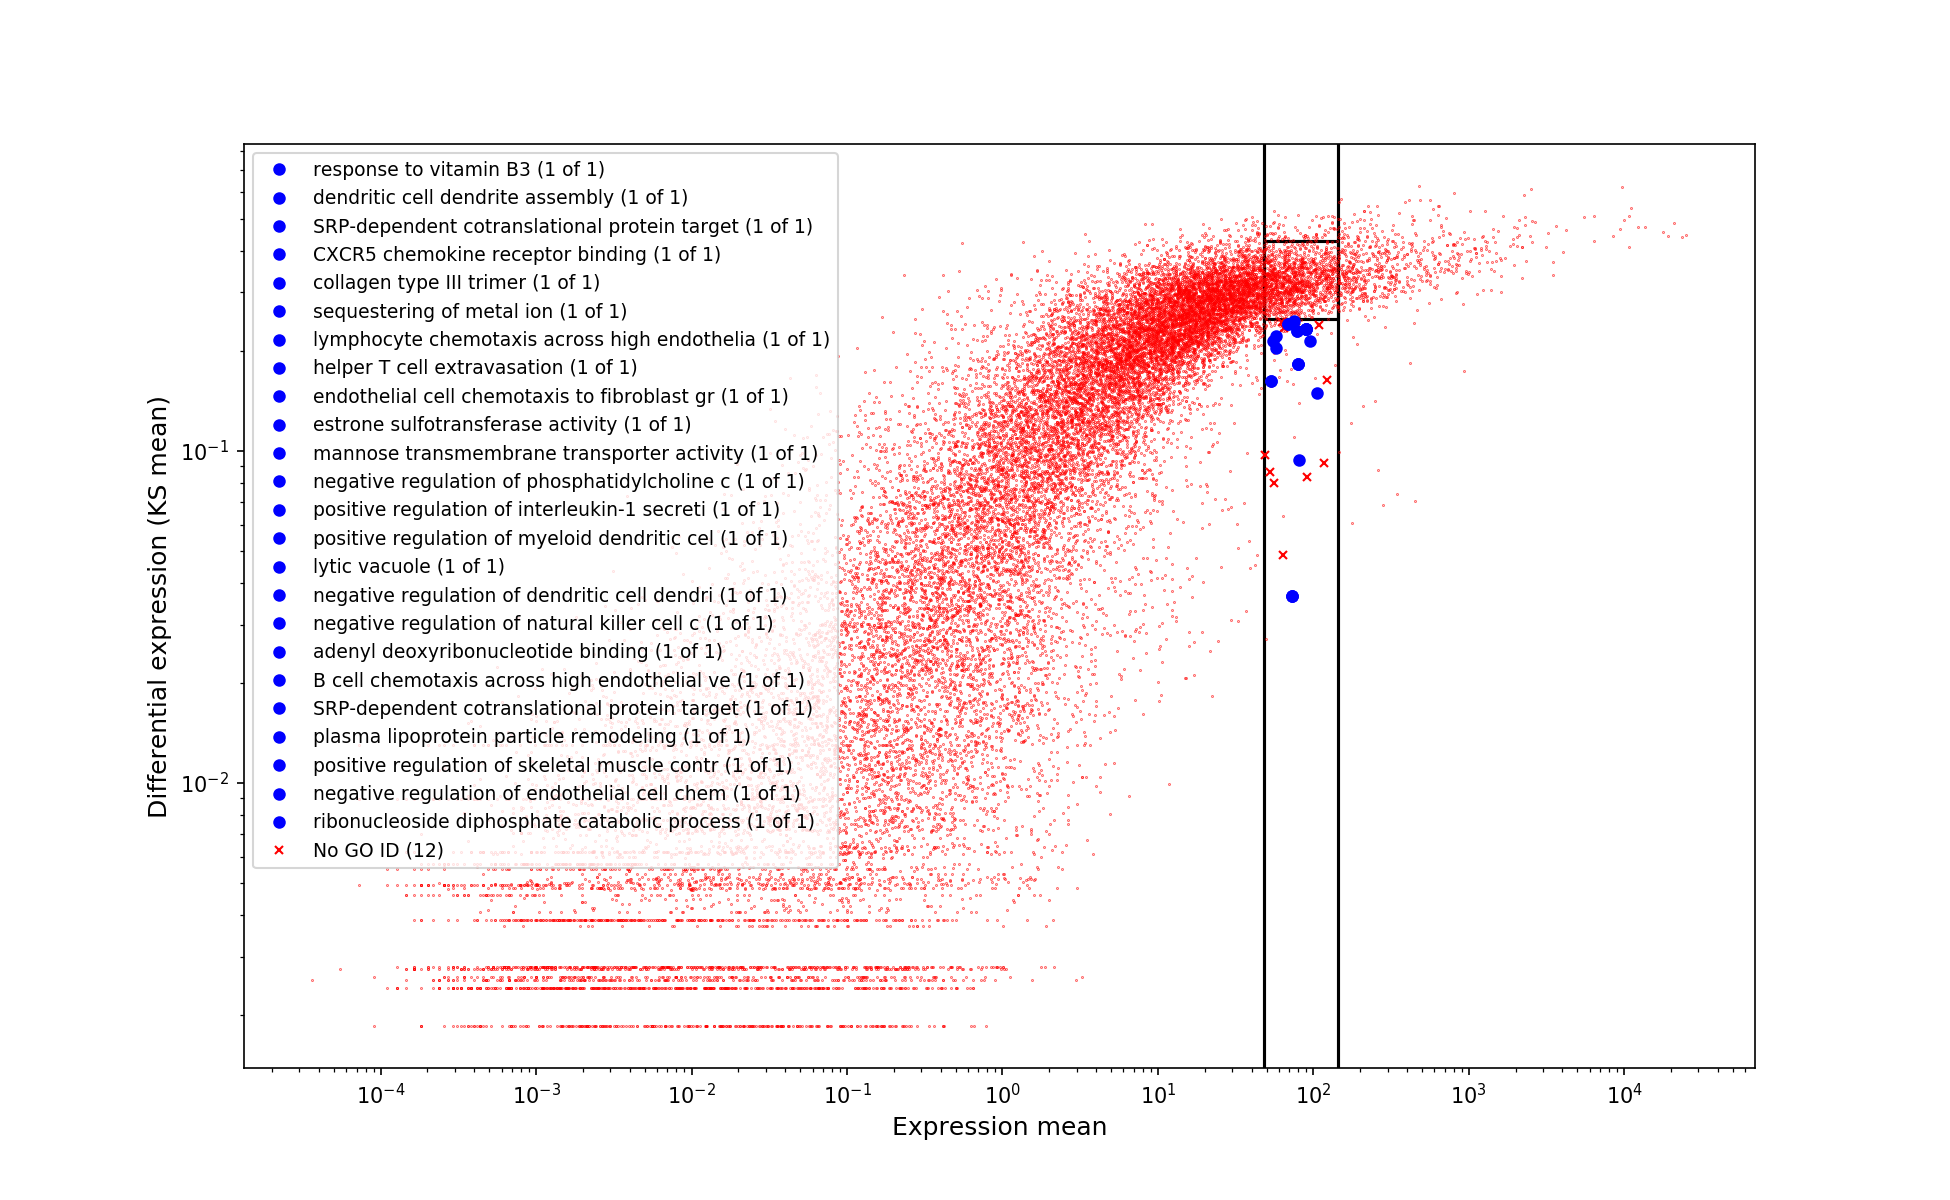 response to vitamin B3 (1 of 1)
dendritic cell dendrite assembly (1 of 1)
SRP-dependent cotranslational protein target (1 of 1)
CXCR5 chemokine receptor binding (1 of 1)
collagen type III trimer (1 of 1)
sequestering of metal ion (1 of 1)
lymphocyte chemotaxis across high endothelia (1 of 1)
helper T cell extravasation (1 of 1)
endothelial cell chemotaxis to fibroblast gr (1 of 1)
estrone sulfotransferase activity (1 of 1)
mannose transmembrane transporter activity (1 of 1)
negative regulation of phosphatidylcholine c (1 of 1)
positive regulation of interleukin-1 secreti (1 of 1)
positive regulation of myeloid dendritic cel (1 of 1)
lytic vacuole (1 of 1)
negative regulation of dendritic cell dendri (1 of 1)
negative regulation of natural killer cell c (1 of 1)
adenyl deoxyribonucleotide binding (1 of 1)
B cell chemotaxis across high endothelial ve (1 of 1)
SRP-dependent cotranslational protein target (1 of 1)
plasma lipoprotein particle remodeling (1 of 1)
positive regulation of skeletal muscle contr (1 of 1)
negative regulation of endothelial cell chem (1 of 1)
ribonucleoside diphosphate catabolic process (1 of 1)
No GO ID (12)
Differential expression (KS mean)
10⁻¹
10⁻²
10⁻⁴ 10⁻³ 10⁻² 10⁻¹ 10⁰ 10¹ 10² 10³ 10⁴
Expression mean